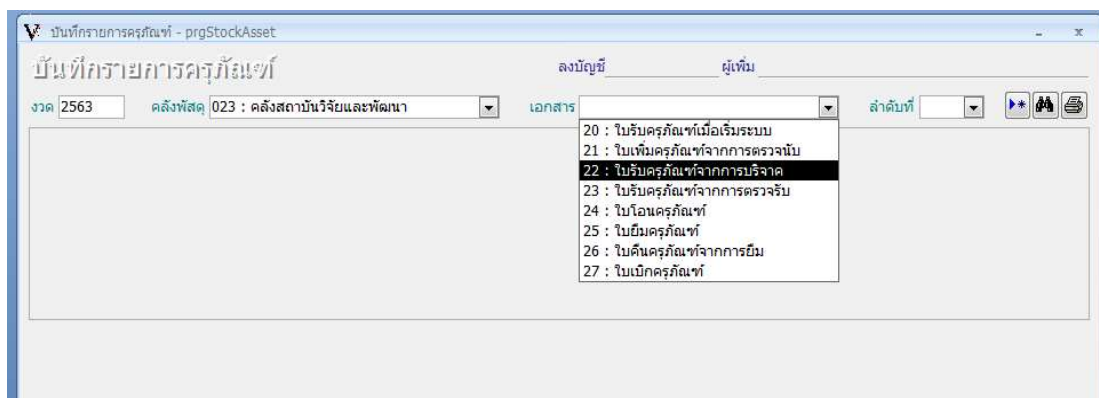 บันทึกรายการครุภัณฑ์ - prgStockAsset
บันทึกรายการครุภัณฑ์ ลงบัญชี ผู้เพิ่ม
งวด 2563 คลังพัสดุ 023 : คลังสถาบันวิจัยและพัฒนา เอกสาร ลำดับที่
20 : ใบรับครุภัณฑ์เมื่อเริ่มระบบ
21 : ใบเพิ่มครุภัณฑ์จากการตรวจนับ
22 : ใบรับครุภัณฑ์จากการบริจาค
23 : ใบรับครุภัณฑ์จากการตรวจรับ
24 : ใบโอนครุภัณฑ์
25 : ใบยืมครุภัณฑ์
26 : ใบคืนครุภัณฑ์จากการยืม
27 : ใบเบิกครุภัณฑ์